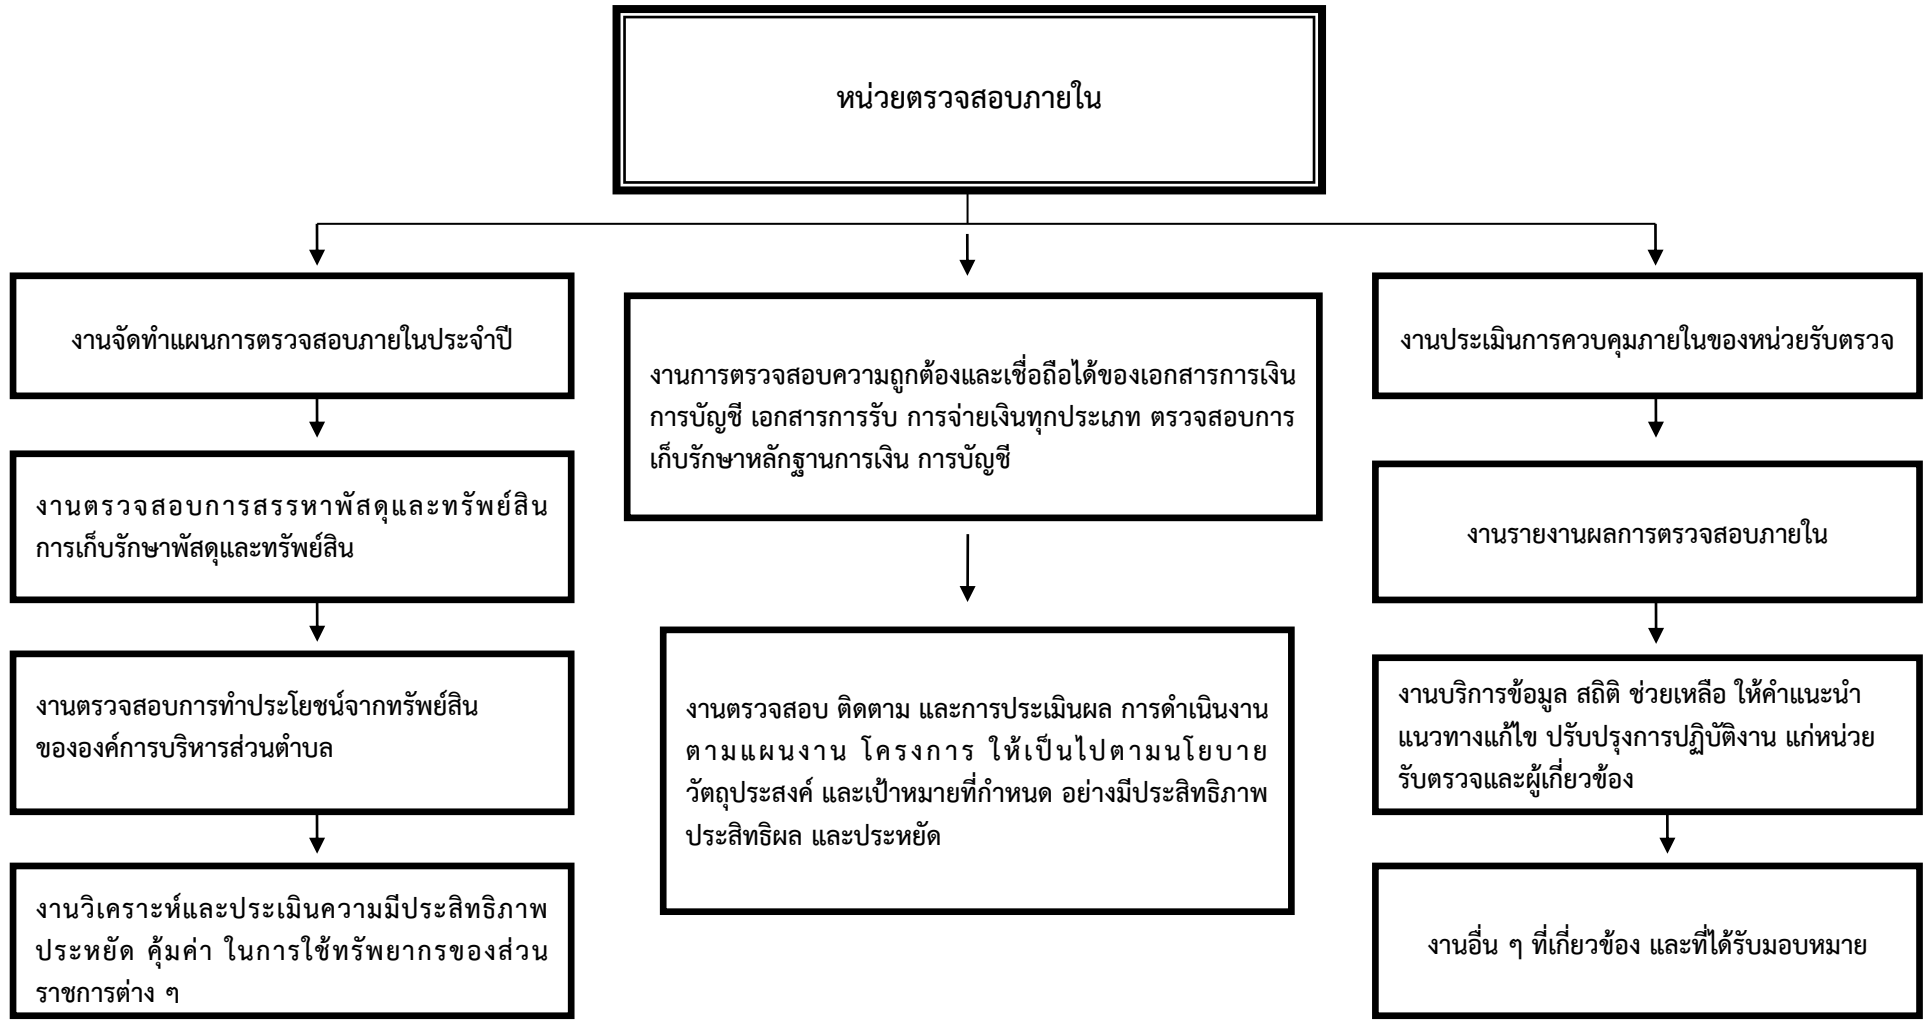 หน่วยตรวจสอบภายใน
งานจัดทำแผนการตรวจสอบภายในประจำปี
งานตรวจสอบการสรรหาพัสดุและทรัพย์สิน
การเก็บรักษาพัสดุและทรัพย์สิน
งานตรวจสอบการทำประโยชน์จากทรัพย์สิน
ขององค์การบริหารส่วนตำบล
งานวิเคราะห์และประเมินความมีประสิทธิภาพ
ประหยัด คุ้มค่า ในการใช้ทรัพยากรของส่วน
ราชการต่าง ๆ
งานการตรวจสอบความถูกต้องและเชื่อถือได้ของเอกสารการเงิน
การบัญชี เอกสารการรับ การจ่ายเงินทุกประเภท ตรวจสอบการ
เก็บรักษาหลักฐานการเงิน การบัญชี
งานตรวจสอบ ติดตาม และการประเมินผล การดำเนินงาน
ตามแผนงาน โครงการ ให้เป็นไปตามนโยบาย
วัตถุประสงค์ และเป้าหมายที่กำหนด อย่างมีประสิทธิภาพ
ประสิทธิผล และประหยัด
งานประเมินการควบคุมภายในของหน่วยรับตรวจ
งานรายงานผลการตรวจสอบภายใน
งานบริการข้อมูล สถิติ ช่วยเหลือ ให้คำแนะนำ
แนวทางแก้ไข ปรับปรุงการปฏิบัติงาน แก่หน่วย
รับตรวจและผู้เกี่ยวข้อง
งานอื่น ๆ ที่เกี่ยวข้อง และที่ได้รับมอบหมาย